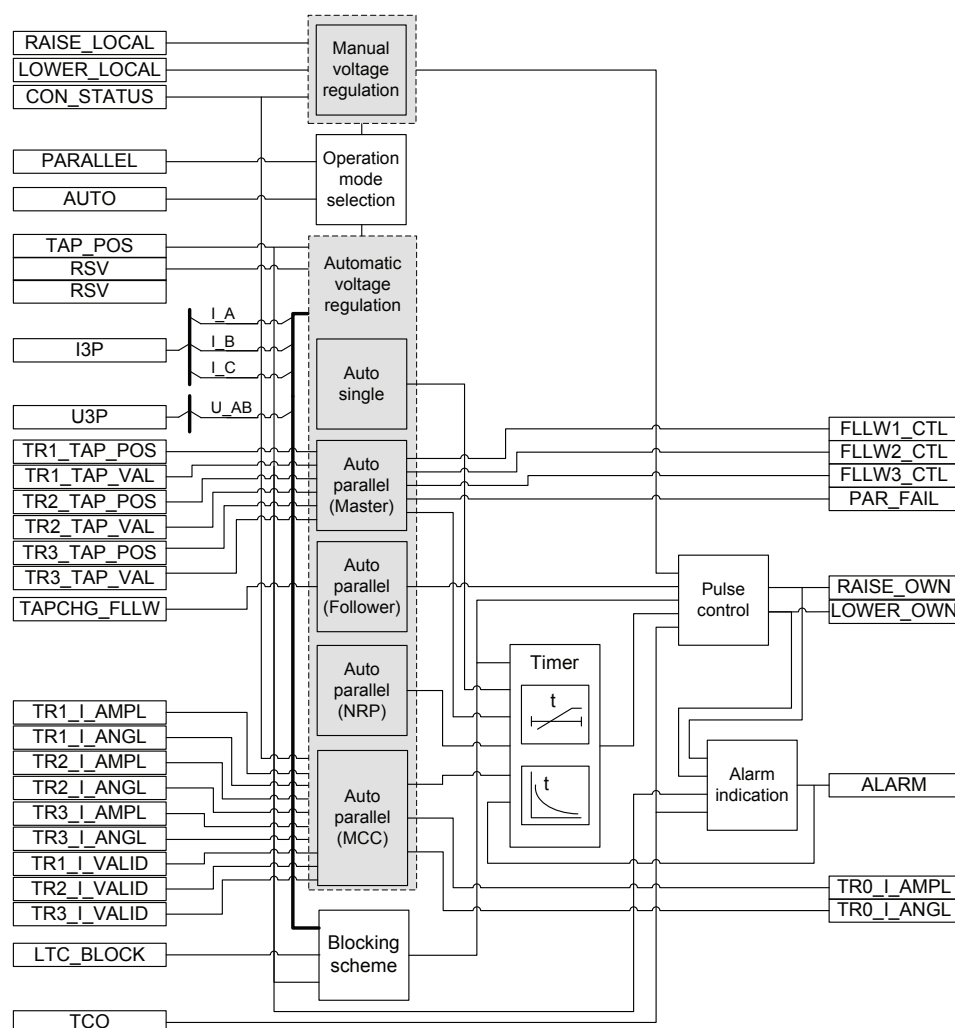 RAISE_LOCAL
LOWER_LOCAL
CON_STATUS
PARALLEL
AUTO
TAP_POS
RSV
RSV
I3P
U3P
I_A
I_B
I_C
U_AB
TR1_TAP_POS
TR1_TAP_VAL
TR2_TAP_POS
TR2_TAP_VAL
TR3_TAP_POS
TR3_TAP_VAL
TAPCHG_FLLW
TR1_I_AMPL
TR1_I_ANGL
TR2_I_AMPL
TR2_I_ANGL
TR3_I_AMPL
TR3_I_ANGL
TR1_I_VALID
TR2_I_VALID
TR3_I_VALID
LTC_BLOCK
TCO
Manual
voltage
regulation
Operation
mode
selection
Automatic
voltage
regulation
Auto
single
Auto
parallel
(Master)
Auto
parallel
(Follower)
Auto
parallel
(NRP)
Auto
parallel
(MCC)
Blocking
scheme
Timer
t
t
Pulse
control
Alarm
indication
FLLW1_CTL
FLLW2_CTL
FLLW3_CTL
PAR_FAIL
RAISE_OWN
LOWER_OWN
ALARM
TR0_I_AMPL
TR0_I_ANGL